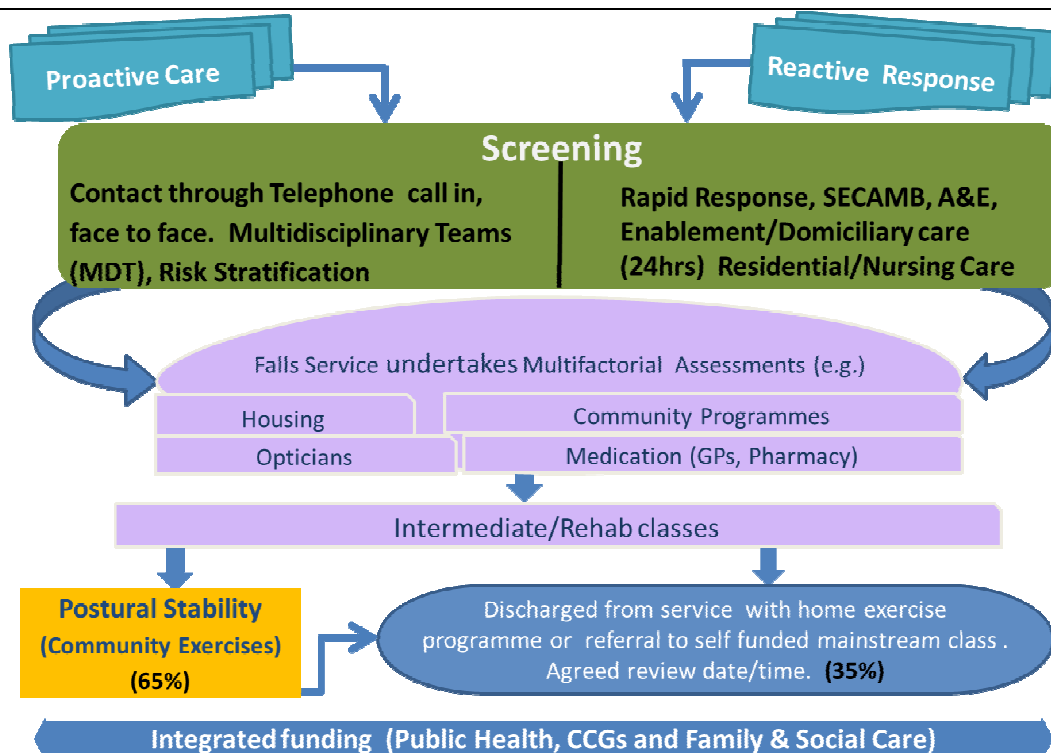 Proactive Care
Reactive Response
Screening
Contact through Telephone call in,
face to face. Multidisciplinary Teams
(MDT), Risk Stratification
Rapid Response, SECAMB, A&E,
Enablement/Domiciliary care
(24hrs) Residential/Nursing Care
Falls Service undertakes Multifactorial Assessments (e.g.)
Housing
Community Programmes
Opticians
Medication (GPs, Pharmacy)
Intermediate/Rehab classes
Postural Stability
(Community Exercises)
(65%)
Discharged from service with home exercise
programme or referral to self funded mainstream class .
Agreed review date/time. (35%)
Integrated funding (Public Health, CCGs and Family & Social Care)